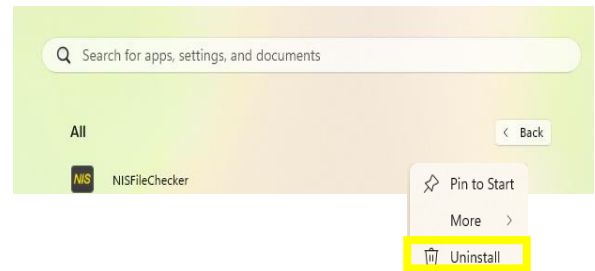 Search for apps, settings, and documents
All
< Back
NIS NISFileChecker
Pin to Start
More >
Uninstall